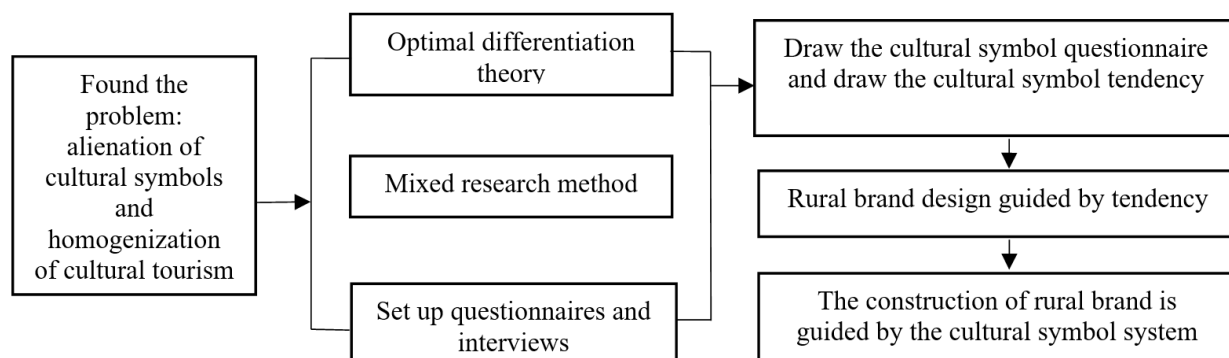 Found the
problem:
alienation of
cultural symbols
and
homogenization
of cultural tourism
Optimal differentiation
theory
Mixed research method
Set up questionnaires and
interviews
Draw the cultural symbol questionnaire
and draw the cultural symbol tendency
Rural brand design guided by tendency
The construction of rural brand is
guided by the cultural symbol system